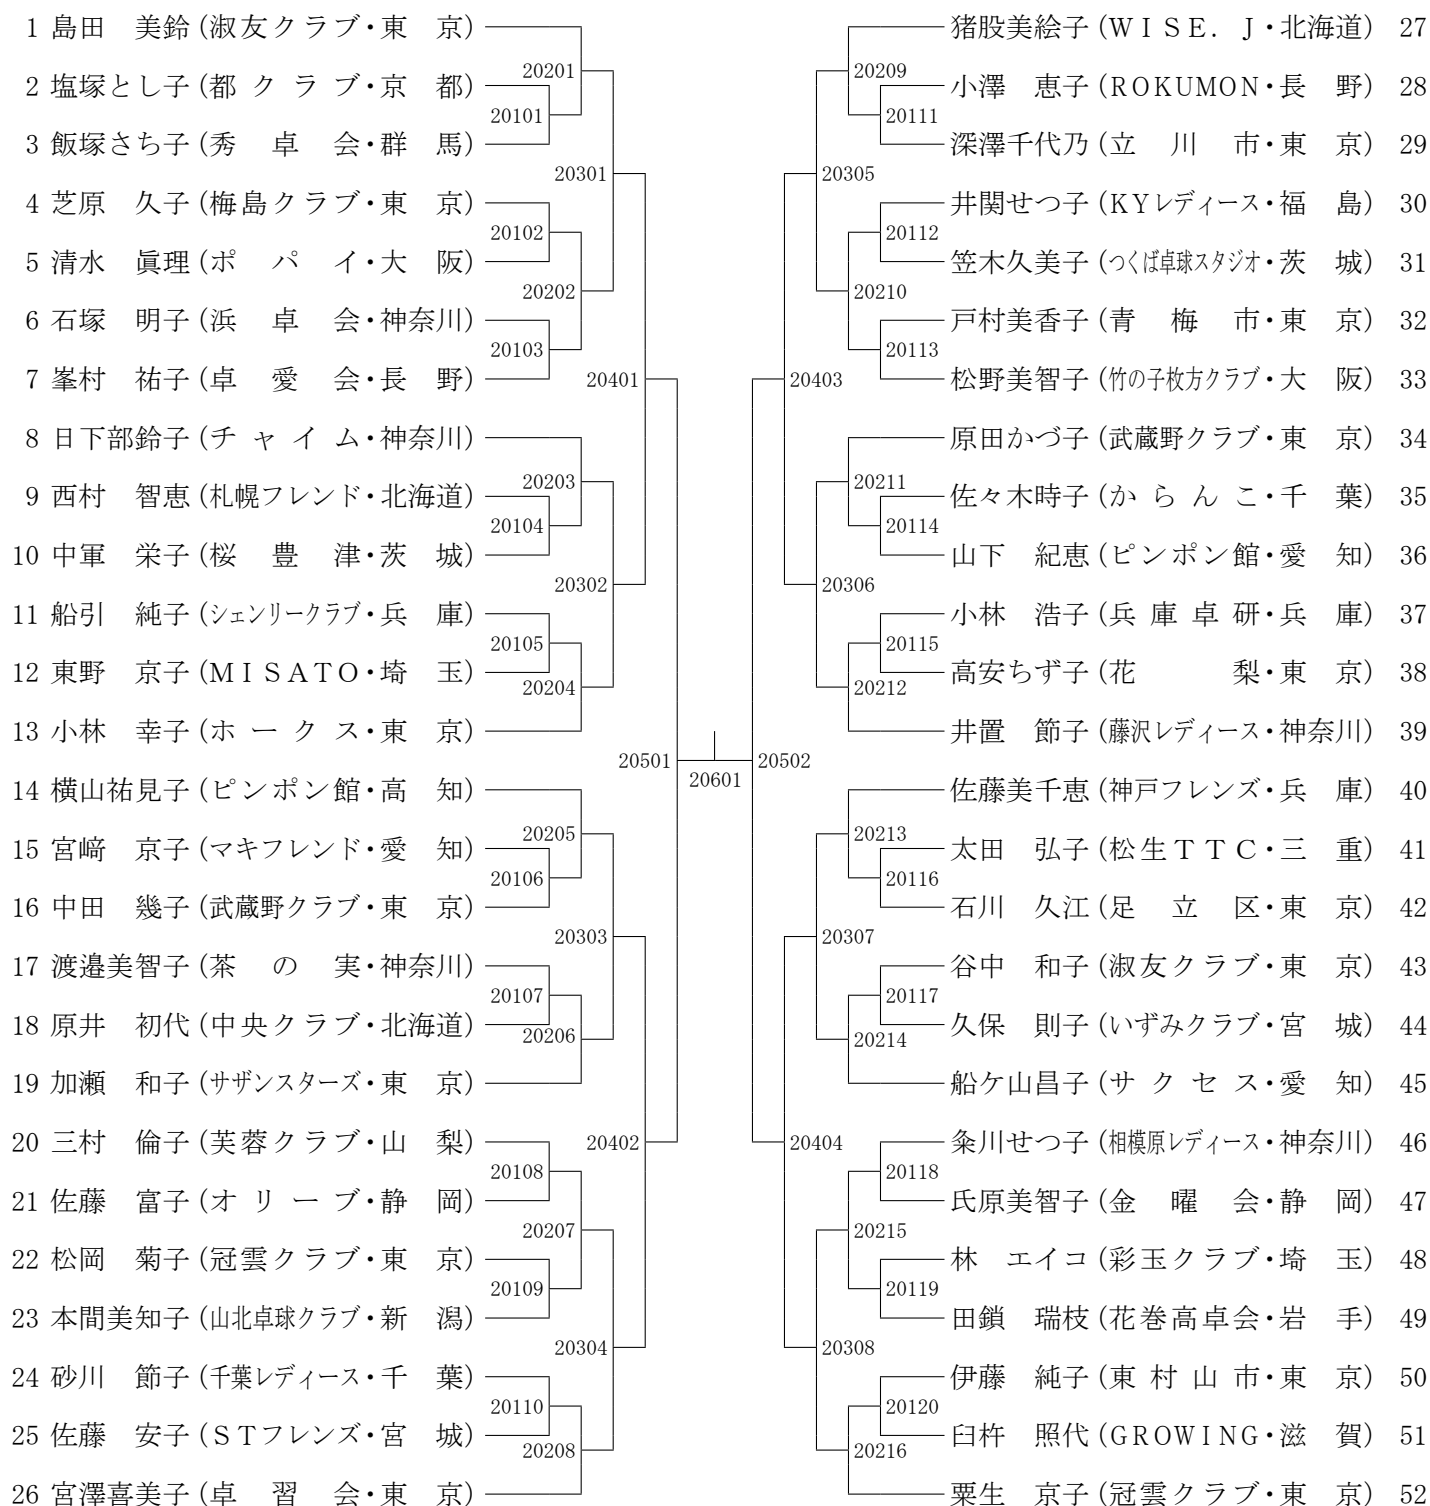 1 島田　美鈴 (淑友クラブ・東　京)
20201
2 塩塚とし子 (都クラブ・京　都)
20101
3 飯塚さち子 (秀卓会・群　馬)
20301
4 芝原　久子 (梅島クラブ・東　京)
20102
5 清水　眞理 (ポパイ・大　阪)
20202
6 石塚　明子 (浜卓会・神奈川)
20103
7 峯村　祐子 (卓愛会・長　野)
20401
8 日下部鈴子 (チャイム・神奈川)
20203
9 西村　智恵 (札幌フレンド・北海道)
20104
10 中軍　栄子 (桜豊津・茨　城)
20302
11 船引　純子 (シェンリークラブ・兵　庫)
20105
12 東野　京子 (MISATO・埼　玉)
20204
13 小林　幸子 (ホークス・東　京)
20501
14 横山祐見子 (ピンポン館・高　知)
20205
15 宮﨑　京子 (マキフレンド・愛　知)
20106
16 中田　幾子 (武蔵野クラブ・東　京)
20303
17 渡邉美智子 (茶の実・神奈川)
20107
18 原井　初代 (中央クラブ・北海道)
20206
19 加瀬　和子 (サザンスターズ・東　京)
20402
20 三村　倫子 (芙蓉クラブ・山　梨)
20108
21 佐藤　富子 (オリーブ・静　岡)
20207
22 松岡　菊子 (冠雲クラブ・東　京)
20109
23 本間美知子 (山北卓球クラブ・新　潟)
20304
24 砂川　節子 (千葉レディース・千　葉)
20110
25 佐藤　安子 (STフレンズ・宮　城)
20208
26 宮澤喜美子 (卓習会・東　京)
20601
猪股美絵子 (WISE.J・北海道) 27
20209
小澤　恵子 (ROKUMON・長　野) 28
20111
深澤千代乃 (立川市・東　京) 29
20305
井関せつ子 (KYレディース・福　島) 30
20112
笠木久美子 (つくば卓球スタジオ・茨　城) 31
20210
戸村美香子 (青梅市・東　京) 32
20113
松野美智子 (竹の子枚方クラブ・大　阪) 33
20403
原田かづ子 (武蔵野クラブ・東　京) 34
20211
佐々木時子 (からんこ・千　葉) 35
20114
山下　紀恵 (ピンポン館・愛　知) 36
20306
小林　浩子 (兵庫卓研・兵　庫) 37
20115
高安ちず子 (花梨・東　京) 38
20212
井置　節子 (藤沢レディース・神奈川) 39
20502
佐藤美千恵 (神戸フレンズ・兵　庫) 40
20213
太田　弘子 (松生TTC・三　重) 41
20116
石川　久江 (足立区・東　京) 42
20307
谷中　和子 (淑友クラブ・東　京) 43
20117
久保　則子 (いずみクラブ・宮　城) 44
20214
船ケ山昌子 (サクセス・愛　知) 45
20404
粂川せつ子 (相模原レディース・神奈川) 46
20118
氏原美智子 (金曜会・静　岡) 47
20215
林　エイコ (彩玉クラブ・埼　玉) 48
20119
田鎖　瑞枝 (花巻高卓会・岩　手) 49
20308
伊藤　純子 (東村山市・東　京) 50
20120
臼杵　照代 (GROWING・滋　賀) 51
20216
粟生　京子 (冠雲クラブ・東　京) 52